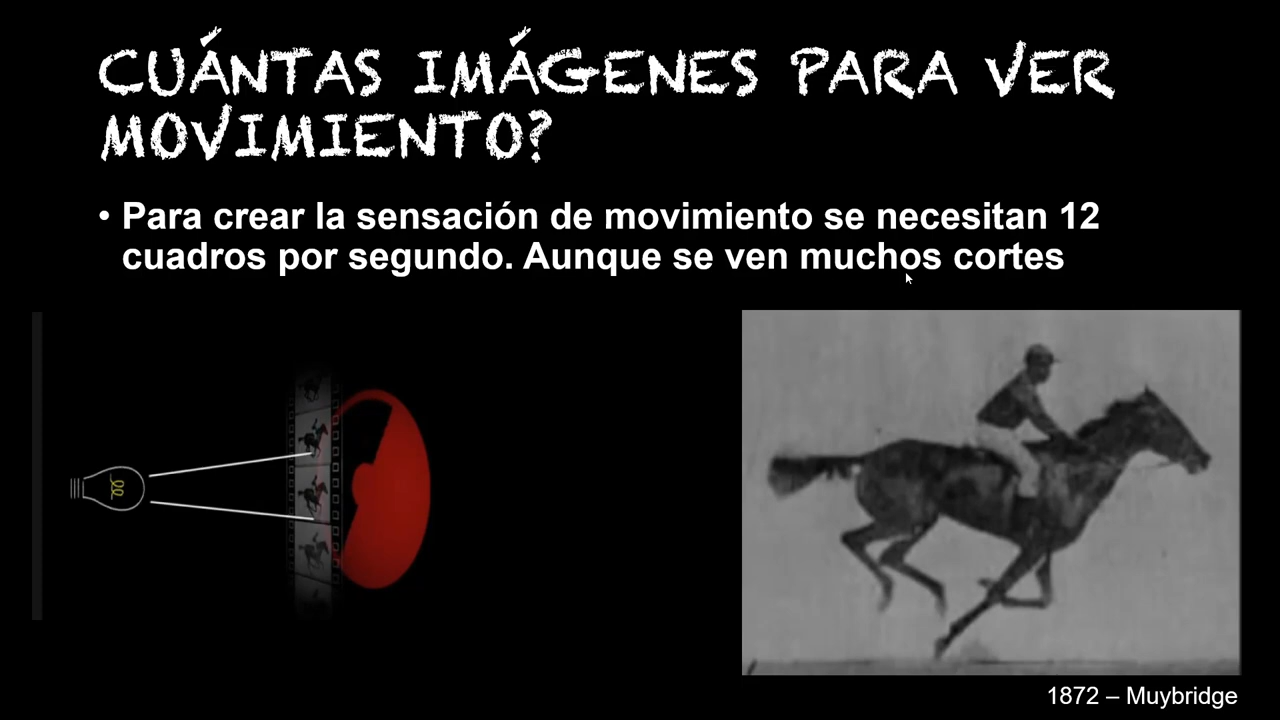 CUÁNTAS IMÁGENES PARA VER
MOVIMIENTO?
• Para crear la sensación de movimiento se necesitan 12
cuadros por segundo. Aunque se ven muchos cortes
1872 – Muybridge